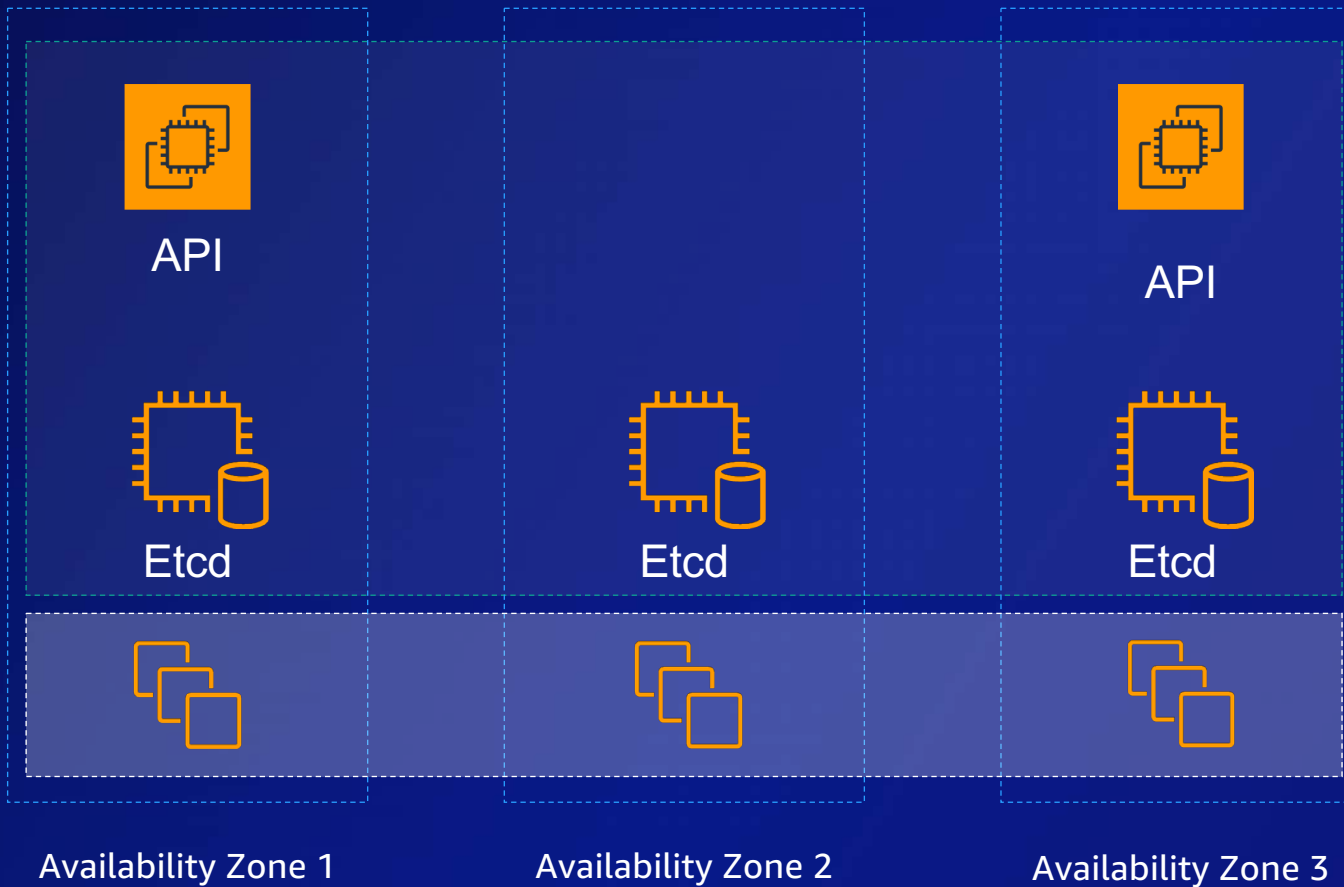 API
API
Etcd
Etcd
Etcd
Availability Zone 1
Availability Zone 2
Availability Zone 3